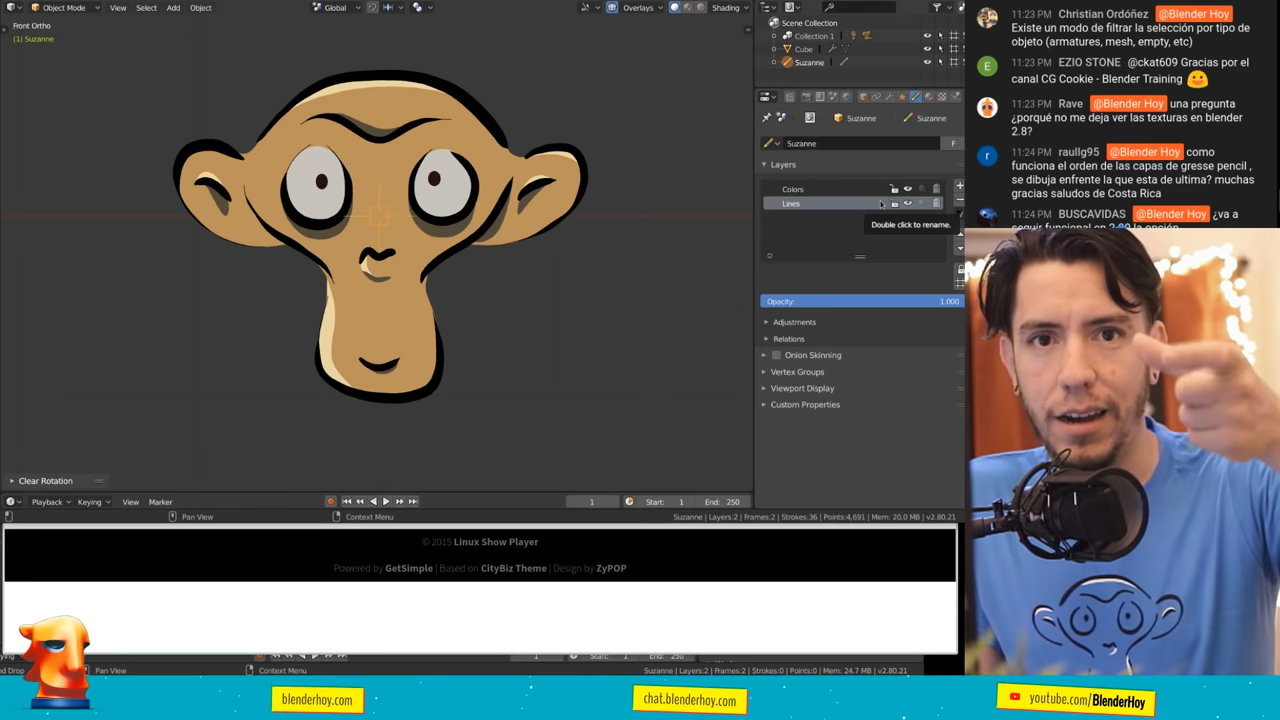 Object Mode View Select Add Object Global Overlays Shading
Front Ortho
(1) Suzanne
Clear Rotation
Playback Keying View Marker 1 Start: 1 End: 250
Pan View Context Menu Suzanne | Layers:2 | Frames:2 | Strokes:36 | Points:4,691 | Mem: 20.0 MB | v2.80.21
Scene Collection
Collection 1
Cube
Suzanne
Suzanne Suzanne
Suzanne F
Layers
Colors
Lines
Double click to rename.
Opacity: 1.000
Adjustments
Relations
Onion Skinning
Vertex Groups
Viewport Display
Custom Properties
© 2015 Linux Show Player
Powered by GetSimple | Based on CityBiz Theme | Design by ZyPOP
1 Start: 1 End: 250
nd Drop Pan View Context Menu Suzanne | Layers:2 | Frames:2 | Strokes:0 | Points:0 | Mem: 24.7 MB | v2.80.21
11:23 PM Christian Ordóñez @Blender Hoy
Existe un modo de filtrar la selección por tipo de
objeto (armatures, mesh, empty, etc)
E 11:23 PM EZIO STONE @ckat609 Gracias por el
canal CG Cookie - Blender Training
11:23 PM Rave @Blender Hoy una pregunta
¿porqué no me deja ver las texturas en blender
2.8?
r 11:24 PM raullg95 @Blender Hoy como
funciona el orden de las capas de gresse pencil ,
se dibuja enfrente la que esta de ultima? muchas
gracias saludos de Costa Rica
11:24 PM BUSCAVIDAS @Blender Hoy ¿va a
blenderhoy.com chat.blenderhoy.com youtube.com/BlenderHoy